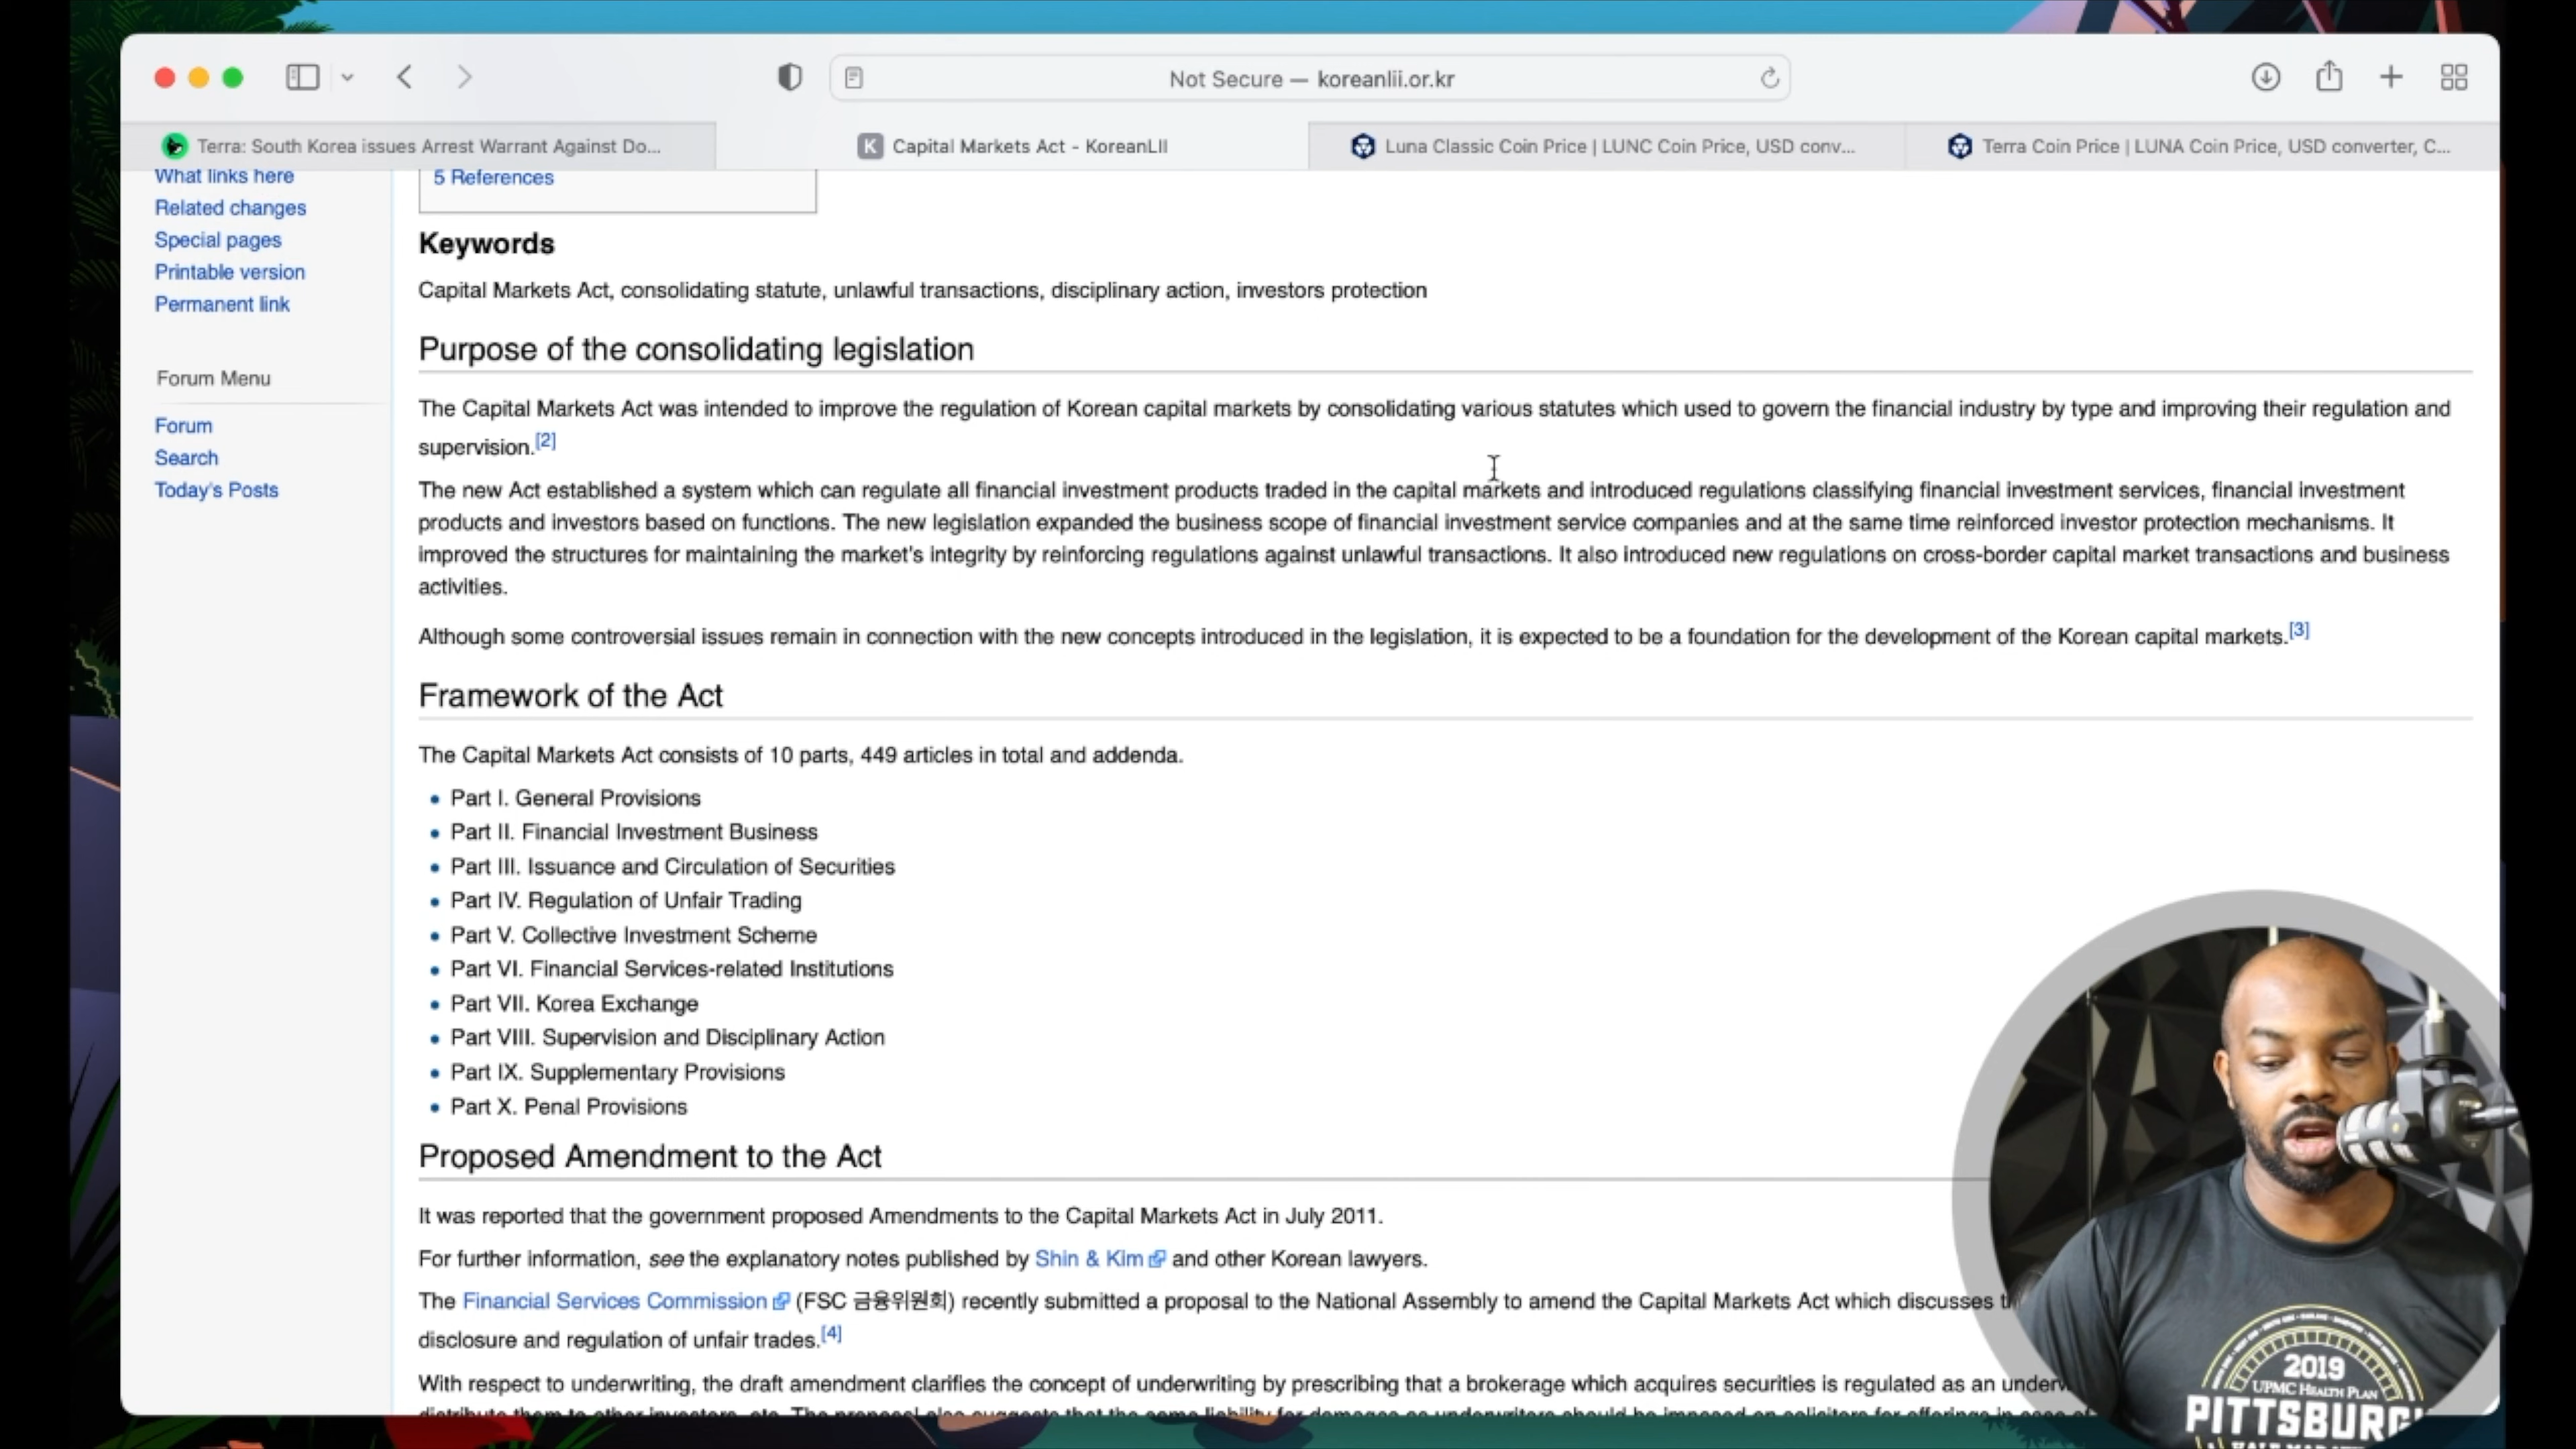 Not Secure — koreanlii.or.kr
Terra: South Korea issues Arrest Warrant Against Do...
K Capital Markets Act - KoreanLII
Luna Classic Coin Price | LUNC Coin Price, USD conv...
Terra Coin Price | LUNA Coin Price, USD converter, C...
What links here
Related changes
Special pages
Printable version
Permanent link
Forum Menu
Forum
Search
Today's Posts
5 References
Keywords
Capital Markets Act, consolidating statute, unlawful transactions, disciplinary action, investors protection
Purpose of the consolidating legislation
The Capital Markets Act was intended to improve the regulation of Korean capital markets by consolidating various statutes which used to govern the financial industry by type and improving their regulation and
supervision.[2]
The new Act established a system which can regulate all financial investment products traded in the capital markets and introduced regulations classifying financial investment services, financial investment
products and investors based on functions. The new legislation expanded the business scope of financial investment service companies and at the same time reinforced investor protection mechanisms. It
improved the structures for maintaining the market's integrity by reinforcing regulations against unlawful transactions. It also introduced new regulations on cross-border capital market transactions and business
activities.
Although some controversial issues remain in connection with the new concepts introduced in the legislation, it is expected to be a foundation for the development of the Korean capital markets.[3]
Framework of the Act
The Capital Markets Act consists of 10 parts, 449 articles in total and addenda.
• Part I. General Provisions
• Part II. Financial Investment Business
• Part III. Issuance and Circulation of Securities
• Part IV. Regulation of Unfair Trading
• Part V. Collective Investment Scheme
• Part VI. Financial Services-related Institutions
• Part VII. Korea Exchange
• Part VIII. Supervision and Disciplinary Action
• Part IX. Supplementary Provisions
• Part X. Penal Provisions
Proposed Amendment to the Act
It was reported that the government proposed Amendments to the Capital Markets Act in July 2011.
For further information, see the explanatory notes published by Shin & Kim and other Korean lawyers.
The Financial Services Commission (FSC 금융위원회) recently submitted a proposal to the National Assembly to amend the Capital Markets Act which discusses
disclosure and regulation of unfair trades.[4]
With respect to underwriting, the draft amendment clarifies the concept of underwriting by prescribing that a brokerage which acquires securities is regulated as an
2019
UPMC HEALTH PLAN
PITTSBURG